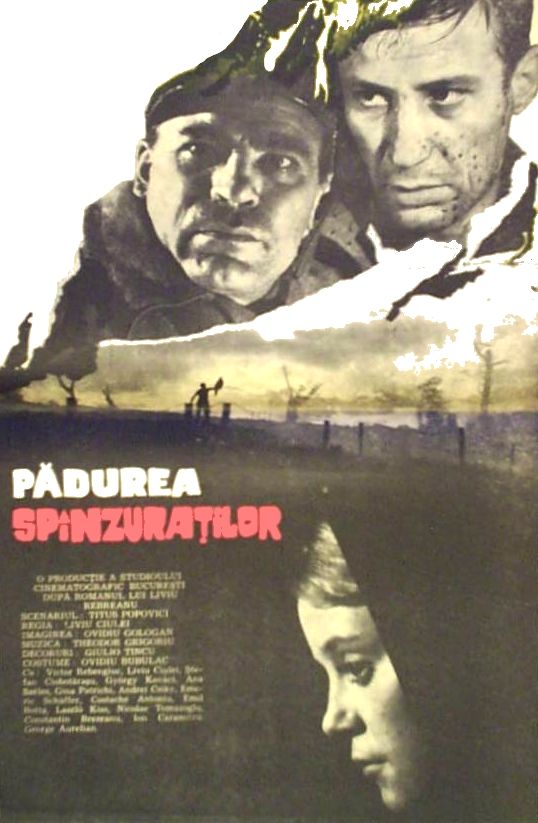 PĂDUREA
SPÎNZURAȚILOR
O PRODUCȚIE A STUDIOULUI
CINEMATOGRAFIC BUCUREȘTI
DUPĂ ROMANUL LUI LIVIU
REBREANU
SCENARIUL: TITUS POPOVICI
REGIA: LIVIU CIULEI
IMAGINEA: OVIDIU GOLOGAN
MUZICA: THEODOR GRIGORIU
DECORURI: GIULIO TINCU
COSTUME: OVIDIU BUBULAC
Cu: Victor Rebengiuc, Liviu Ciulei, Ște-
fan Ciobotărașu, György Kovács, Ana
Széles, Gina Patrichi, Andrei Csiky, Eme-
ric Schäffer, Costache Antoniu, Emil
Botta, László Kiss, Nicolae Tomazoglu,
Constantin Brezeanu, Ion Caramitru
George Aurelian.